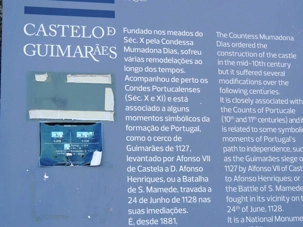 CASTELO DE
GUIMARÃES
Fundado nos meados do
Séc. X pela Condessa
Mumadona Dias, sofreu
várias remodelações ao
longo dos tempos.
Acompanhou de perto os
Condes Portucalenses
(Séc. X e XI) e está
associado a alguns
momentos simbólicos da
formação de Portugal,
como o cerco de
Guimarães de 1127,
levantado por Afonso VII
de Castela a D. Afonso
Henriques, ou a Batalha
de S. Mamede, travada a
24 de Junho de 1128 nas
suas imediações.
É, desde 1881,
The Countess Mumadona
Dias ordered the
construction of the castle
in the mid-10th century
but it suffered several
modifications over the
following centuries.
It is closely associated with
the Counts of Portucale
(10th and 11th centuries) and it
is related to some symbolic
moments of Portugal's
path to independence, such
as the Guimarães siege of
1127 by Afonso VII of Castile
to Afonso Henriques; or
the Battle of S. Mamede
fought in its vicinity on the
24th of June, 1128.
It is a National Monument